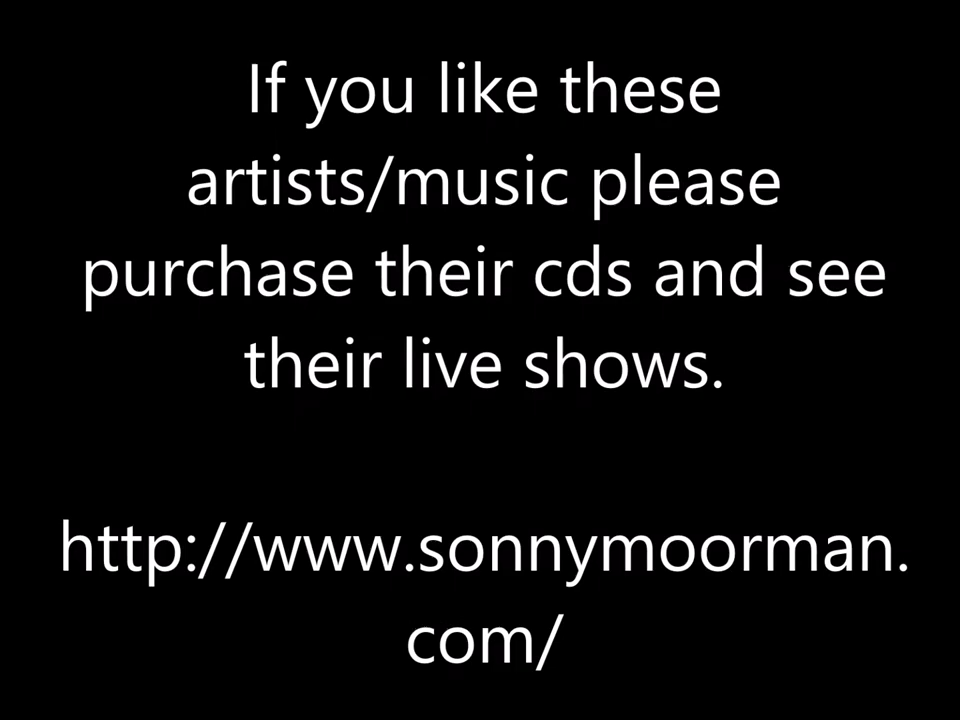 If you like these
artists/music please
purchase their cds and see
their live shows.
http://www.sonnymoorman.
com/